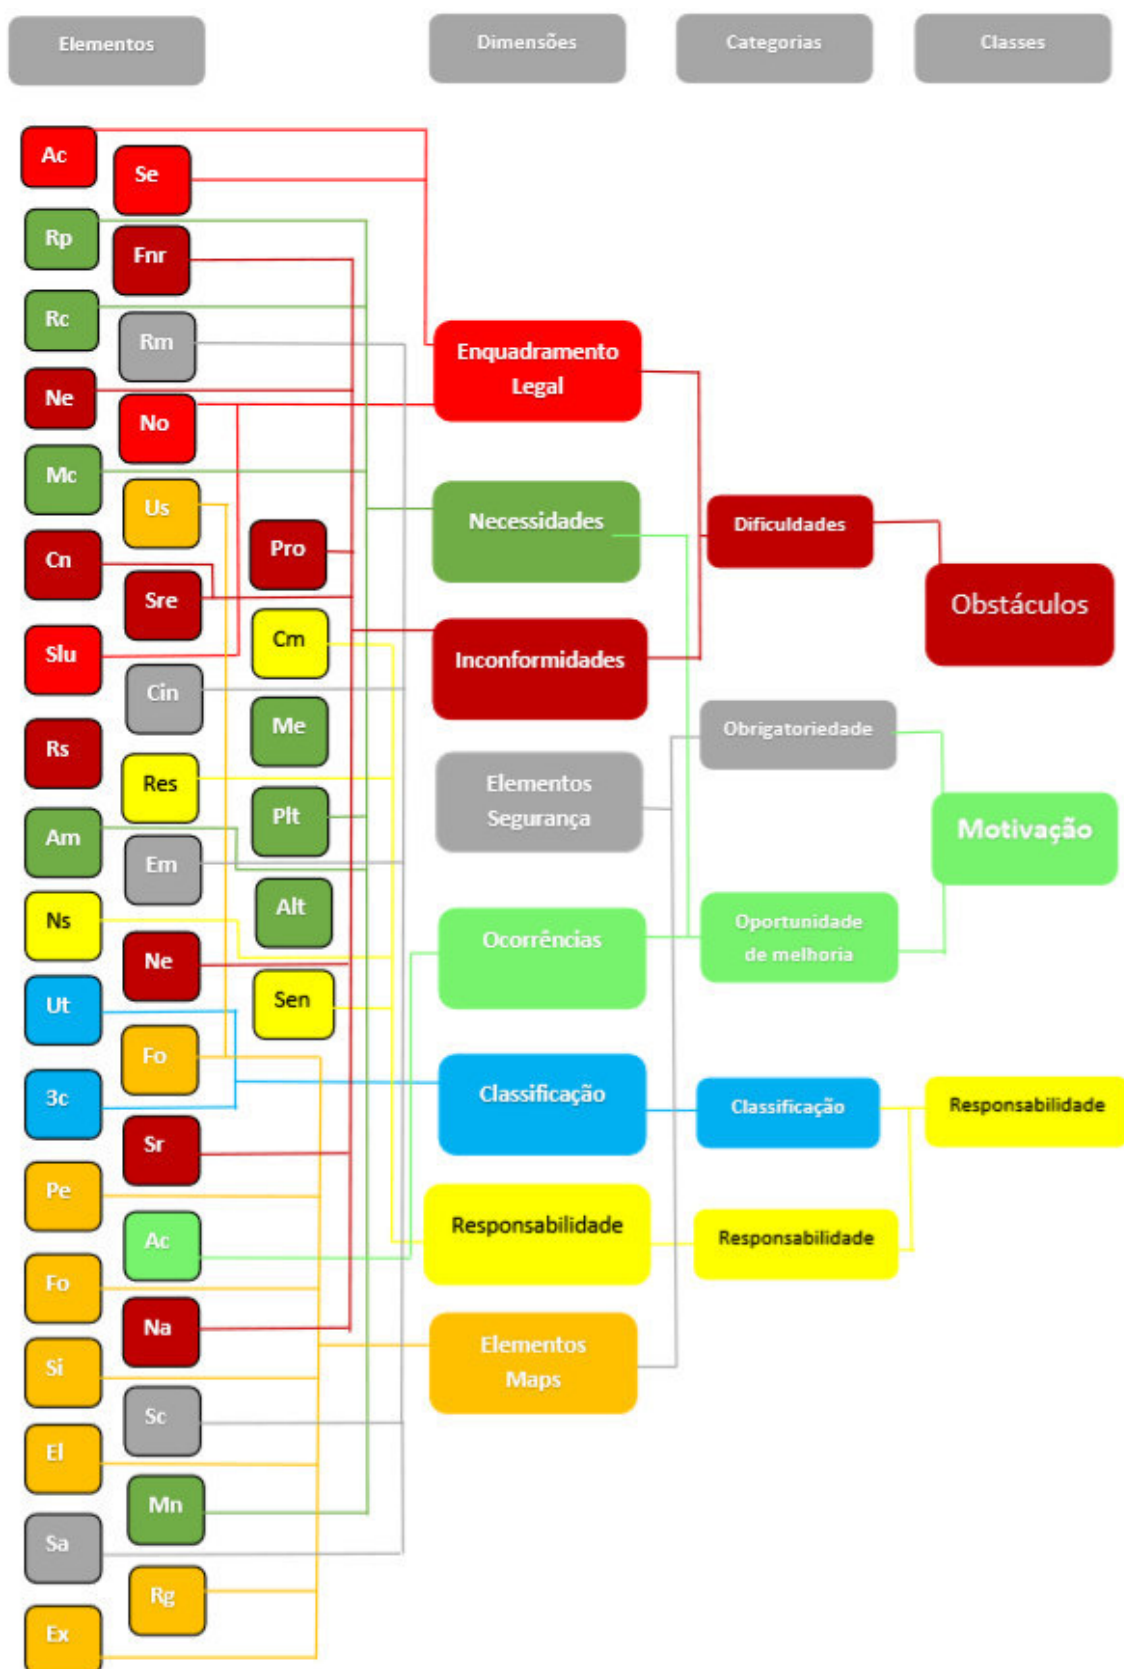 Elementos
Dimensões
Categorias
Classes
Ac
Se
Rp
Fnr
Rc
Rm
Ne
No
Mc
Us
Pro
Cn
Sre
Cm
Slu
Cin
Me
Rs
Res
Plt
Am
Em
Alt
Ns
Ne
Sen
Ut
Fo
3c
Sr
Pe
Ac
Fo
Na
Si
Sc
El
Mn
Sa
Rg
Ex
Enquadramento
Legal
Necessidades
Inconformidades
Elementos
Segurança
Ocorrências
Classificação
Responsabilidade
Elementos
Maps
Dificuldades
Obrigatoriedade
Oportunidade
de melhoria
Classificação
Responsabilidade
Obstáculos
Motivação
Responsabilidade